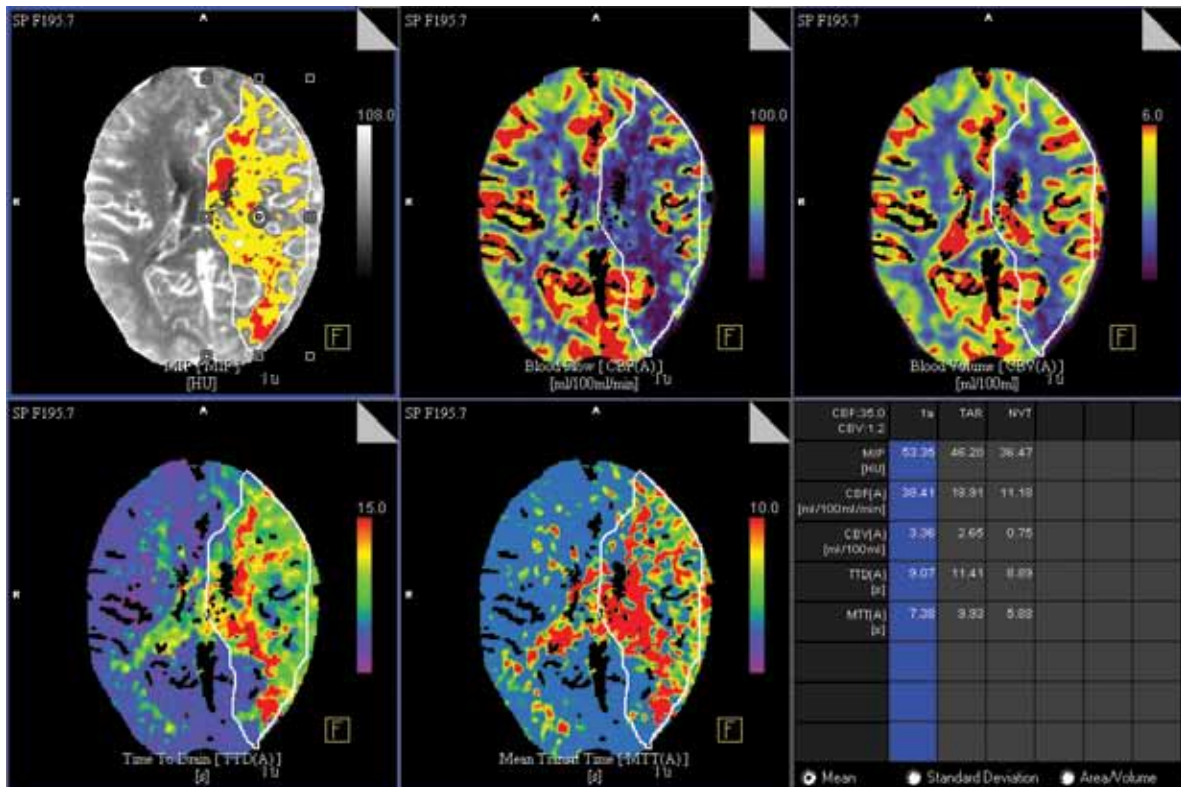 SP F195.7
A
108.0
R
F
MIP [MIP]
[HU]
1u
SP F195.7
A
100.0
Blood Flow [CBF(A)]
[ml/100ml/min]
1u
SP F195.7
A
6.0
Blood Volume [CBV(A)]
[ml/100ml]
1u
SP F195.7
A
15.0
R
F
Time To Drain [TTD(A)]
[s]
1u
SP F195.7
A
10.0
F
Mean Transit Time [MTT(A)]
[s]
1u
CBF:35.0 TAR NVT
CBV:1.2
MIP 53.35 46.20 36.47
[HU]
CBF(A) 38.41 18.91 11.18
[ml/100ml/min]
CBV(A) 3.36 2.65 0.75
[ml/100ml]
TTD(A) 9.07 11.41 8.89
[s]
MTT(A) 7.38 5.88
[s]
Mean Standard Deviation Area/Volume